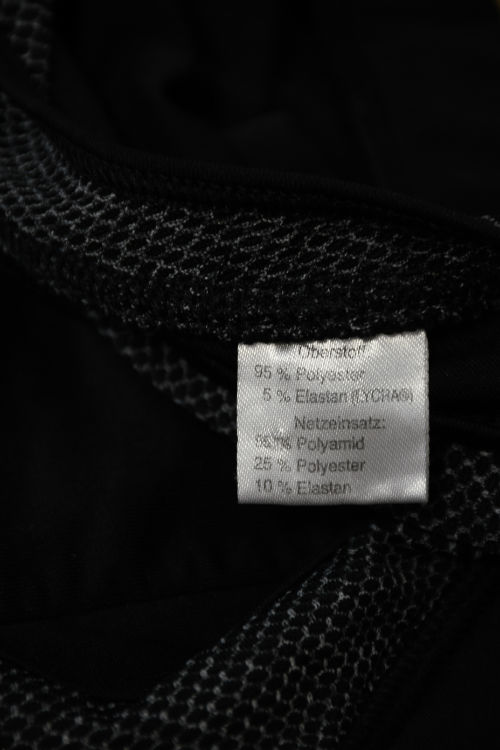 Oberstoff
95 % Polyester
5 % Elastan (LYCRA®)
Netzeinsatz:
% Polyamid
25 % Polyester
10 % Elastan